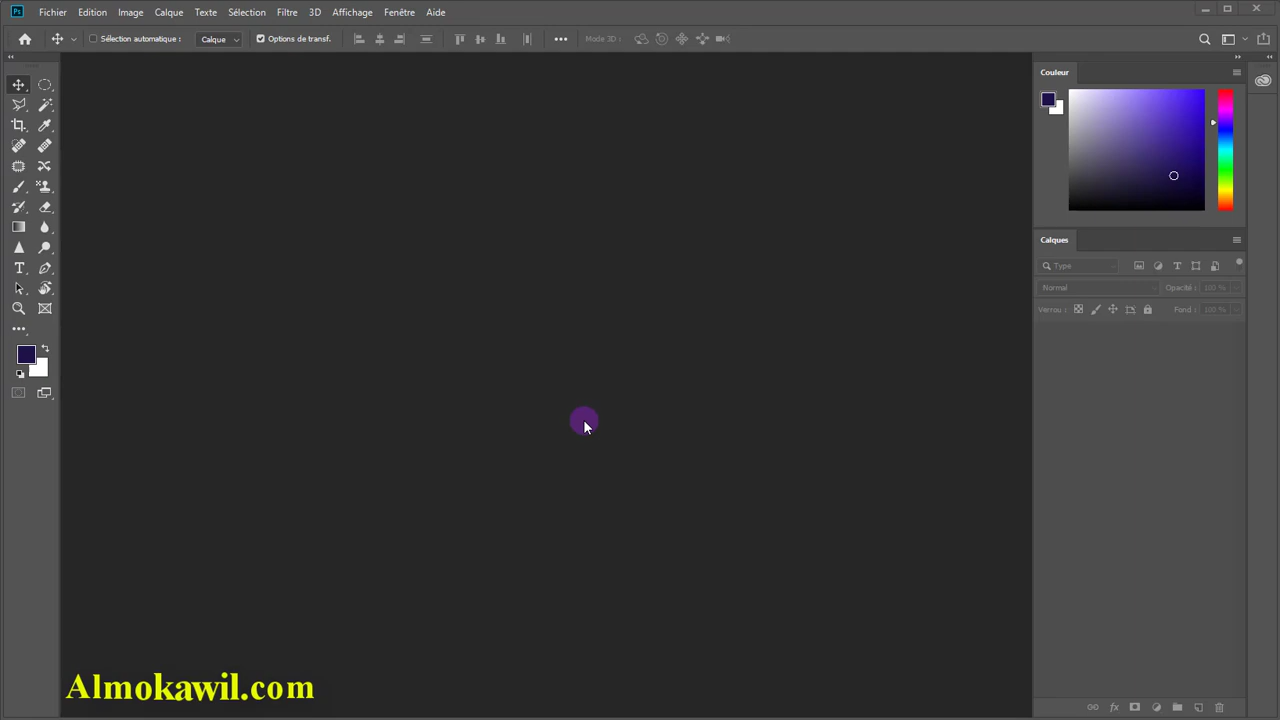 Ps Fichier Edition Image Calque Texte Sélection Filtre 3D Affichage Fenêtre Aide
Sélection automatique : Calque Options de transf. Mode 3D :
Couleur
Calques
Type
Normal Opacité : 100 %
Verrou : Fond : 100 %
Almokawil.com